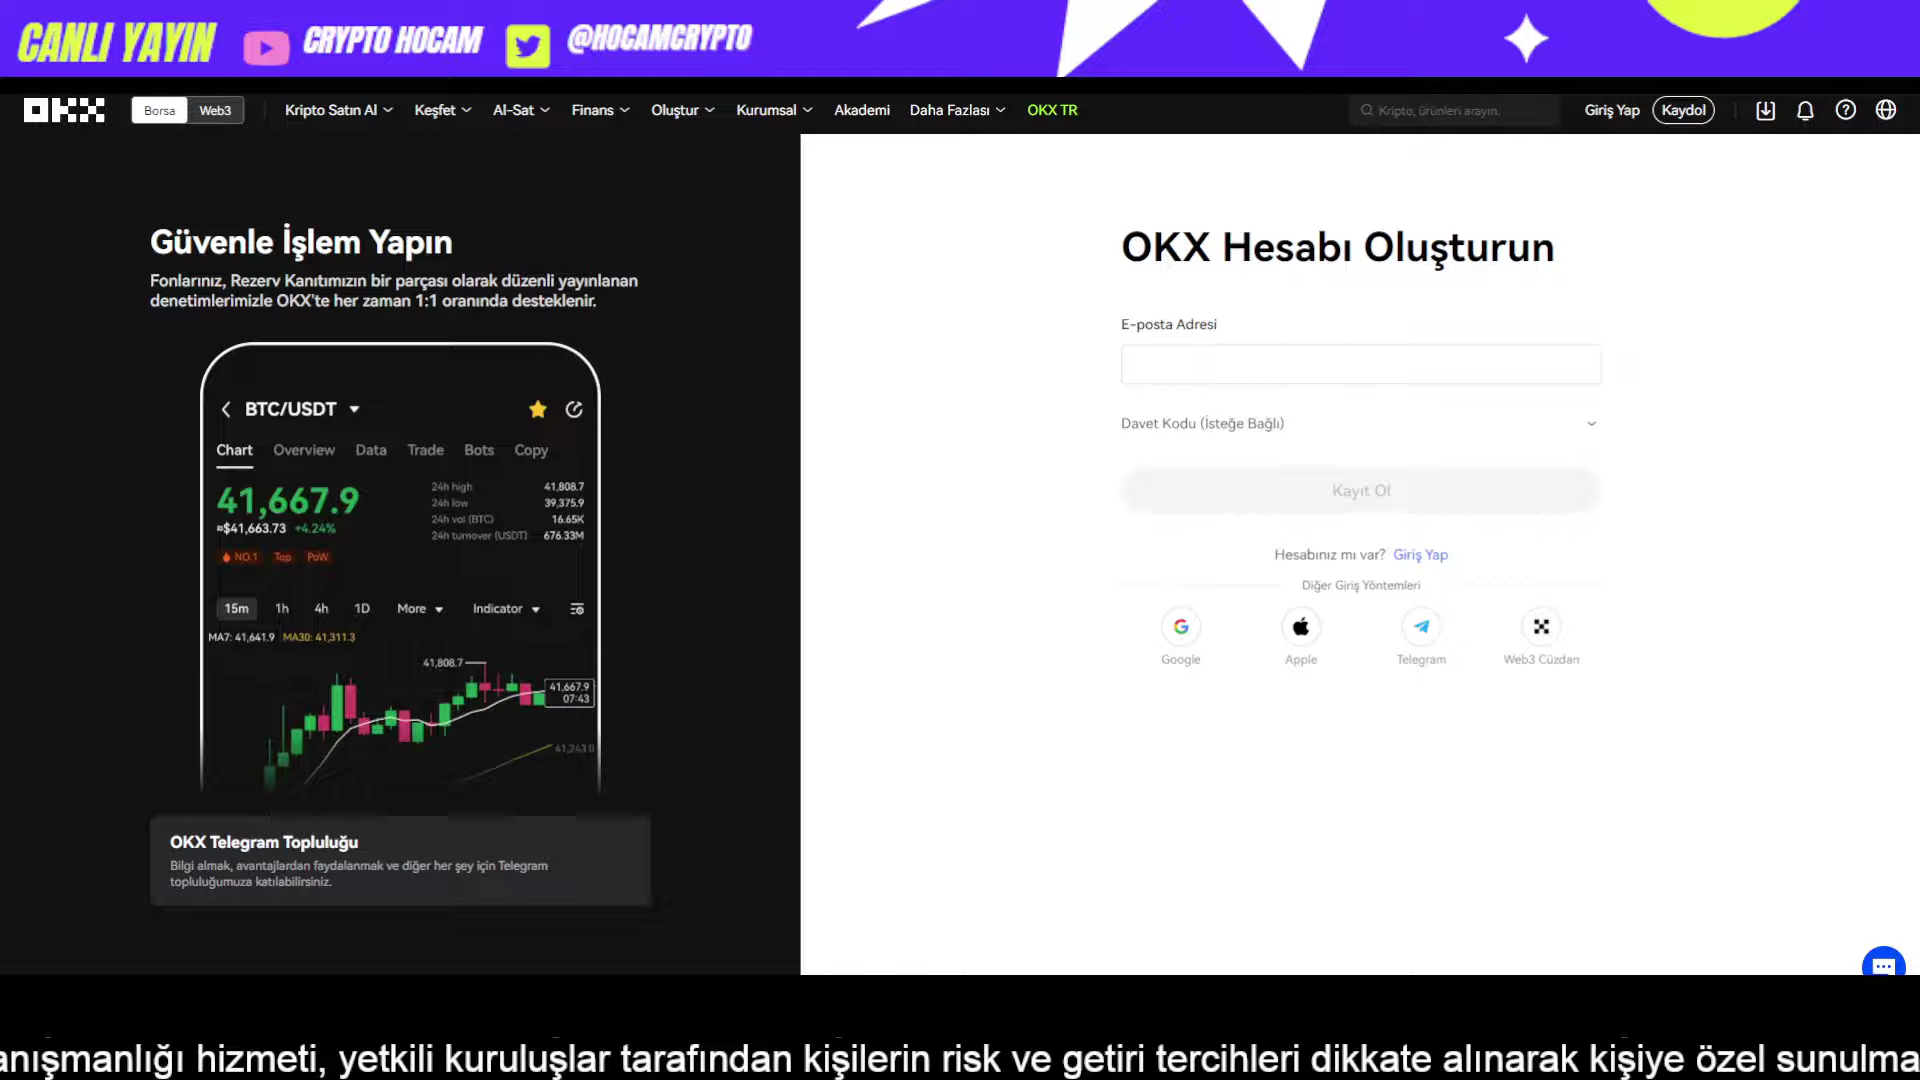 CANLI YAYIN
CRYPTO HOCAM
@HOCAMCRYPTO
OKX
Borsa
Web3
Kripto Satın Al
Keşfet
Al-Sat
Finans
Oluştur
Kurumsal
Akademi
Daha Fazlası
OKX TR
Kripto, ürünleri arayın.
Giriş Yap
Kaydol
Güvenle İşlem Yapın
Fonlarınız, Rezerv Kanıtımızın bir parçası olarak düzenli yayınlanan
denetimlerimizle OKX'te her zaman 1:1 oranında desteklenir.
BTC/USDT
Chart Overview Data Trade Bots Copy
41,667.9
≈$41,663.73 +4.24%
24h high 41,808.7
24h low 39,375.9
24h vol (BTC) 16.65K
24h turnover (USDT) 676.33M
NO.1 Top PoW
15m 1h 4h 1D More Indicator
MA7: 41,641.9 MA30: 41,311.3
41,808.7
41,667.9
07:43
41,243.0
OKX Telegram Topluluğu
Bilgi almak, avantajlardan faydalanmak ve diğer her şey için Telegram
topluluğumuza katılabilirsiniz.
OKX Hesabı Oluşturun
E-posta Adresi
Davet Kodu (İsteğe Bağlı)
Kayıt Ol
Hesabınız mı var? Giriş Yap
Diğer Giriş Yöntemleri
Google
Apple
Telegram
Web3 Cüzdan
anışmanlığı hizmeti, yetkili kuruluşlar tarafından kişilerin risk ve getiri tercihleri dikkate alınarak kişiye özel sunulma